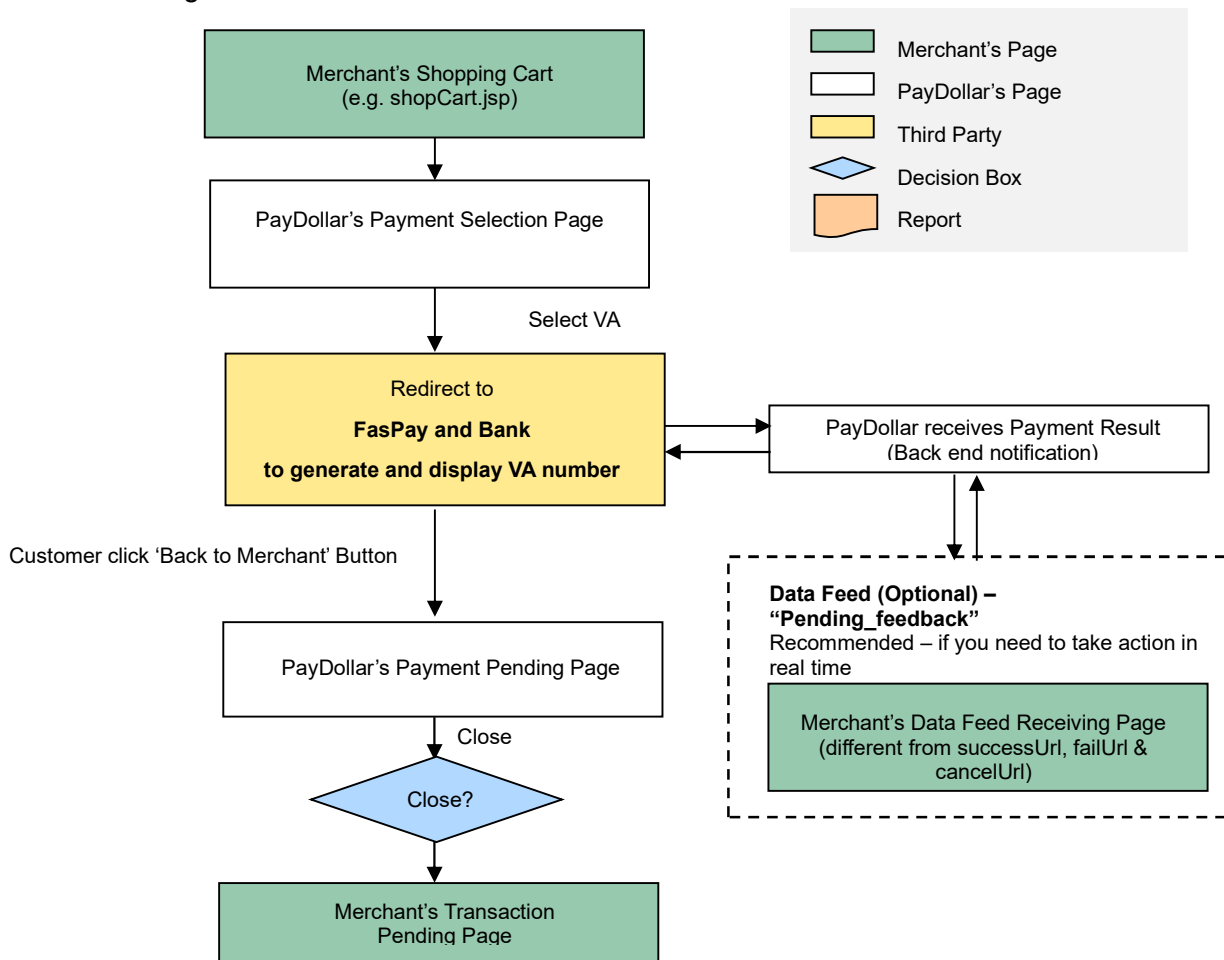 Merchant's Shopping Cart
(e.g. shopCart.jsp)
Merchant's Page
PayDollar's Page
Third Party
Decision Box
Report
PayDollar's Payment Selection Page
Select VA
Redirect to
FasPay and Bank
to generate and display VA number
PayDollar receives Payment Result
(Back end notification)
Customer click ‘Back to Merchant’ Button
Data Feed (Optional) –
“Pending_feedback”
Recommended – if you need to take action in
real time
Merchant's Data Feed Receiving Page
(different from successUrl, failUrl &
cancelUrl)
PayDollar's Payment Pending Page
Close
Close?
Merchant's Transaction
Pending Page